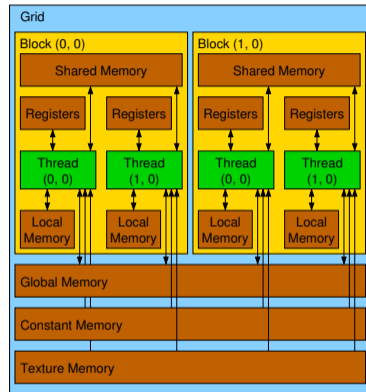 Grid
Block (0, 0)
Block (1, 0)
Shared Memory
Shared Memory
Registers
Registers
Registers
Registers
Thread
(0, 0)
Thread
(1, 0)
Thread
(0, 0)
Thread
(1, 0)
Local
Memory
Local
Memory
Local
Memory
Local
Memory
Global Memory
Constant Memory
Texture Memory